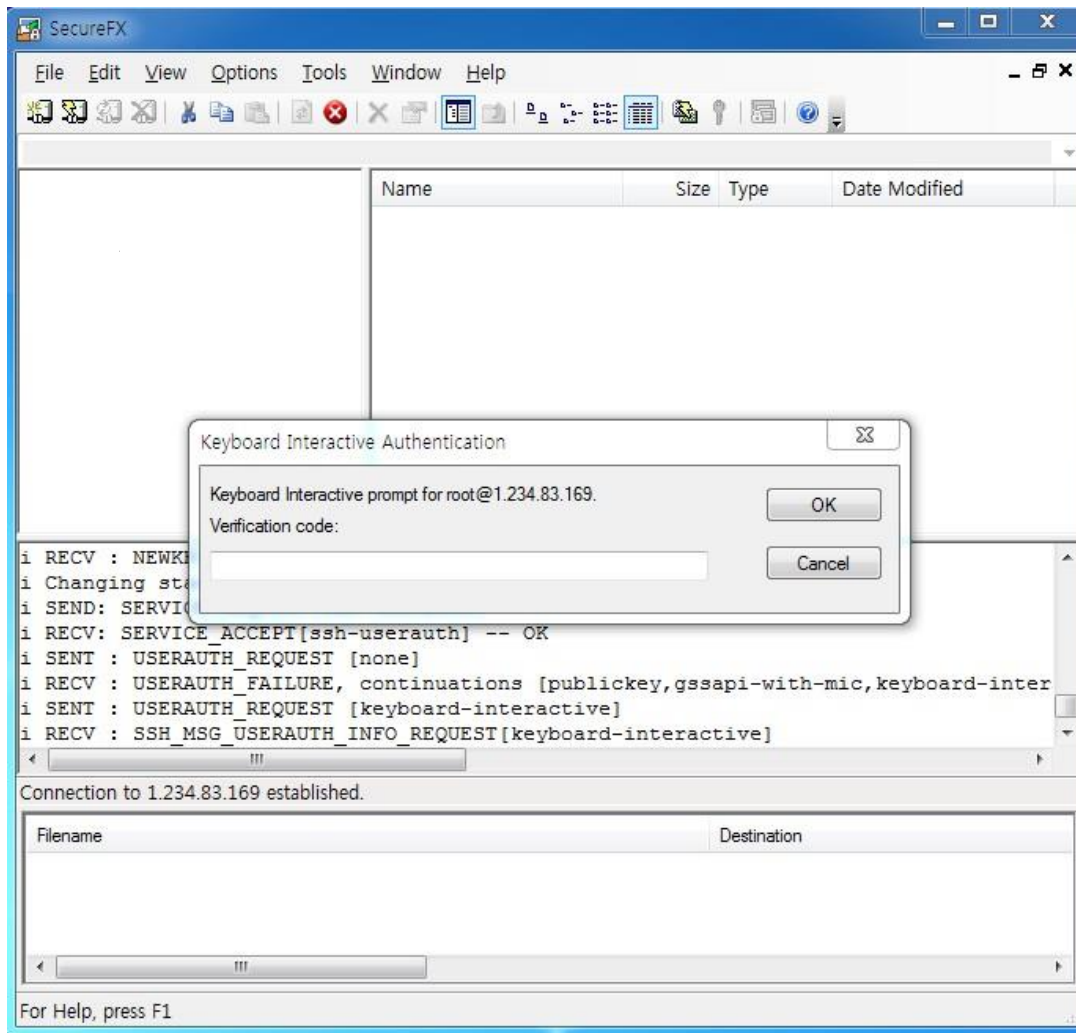 SecureFX
File Edit View Options Tools Window Help
Name Size Type Date Modified
Keyboard Interactive Authentication
Keyboard Interactive prompt for root@1.234.83.169.
Verification code:
OK
Cancel
i RECV : NEWK
i Changing sta
i SEND: SERVIC
i RECV: SERVICE_ACCEPT[ssh-userauth] -- OK
i SENT : USERAUTH_REQUEST [none]
i RECV : USERAUTH_FAILURE, continuations [publickey,gssapi-with-mic,keyboard-inter
i SENT : USERAUTH_REQUEST [keyboard-interactive]
i RECV : SSH_MSG_USERAUTH_INFO_REQUEST[keyboard-interactive]
Connection to 1.234.83.169 established.
Filename Destination
For Help, press F1